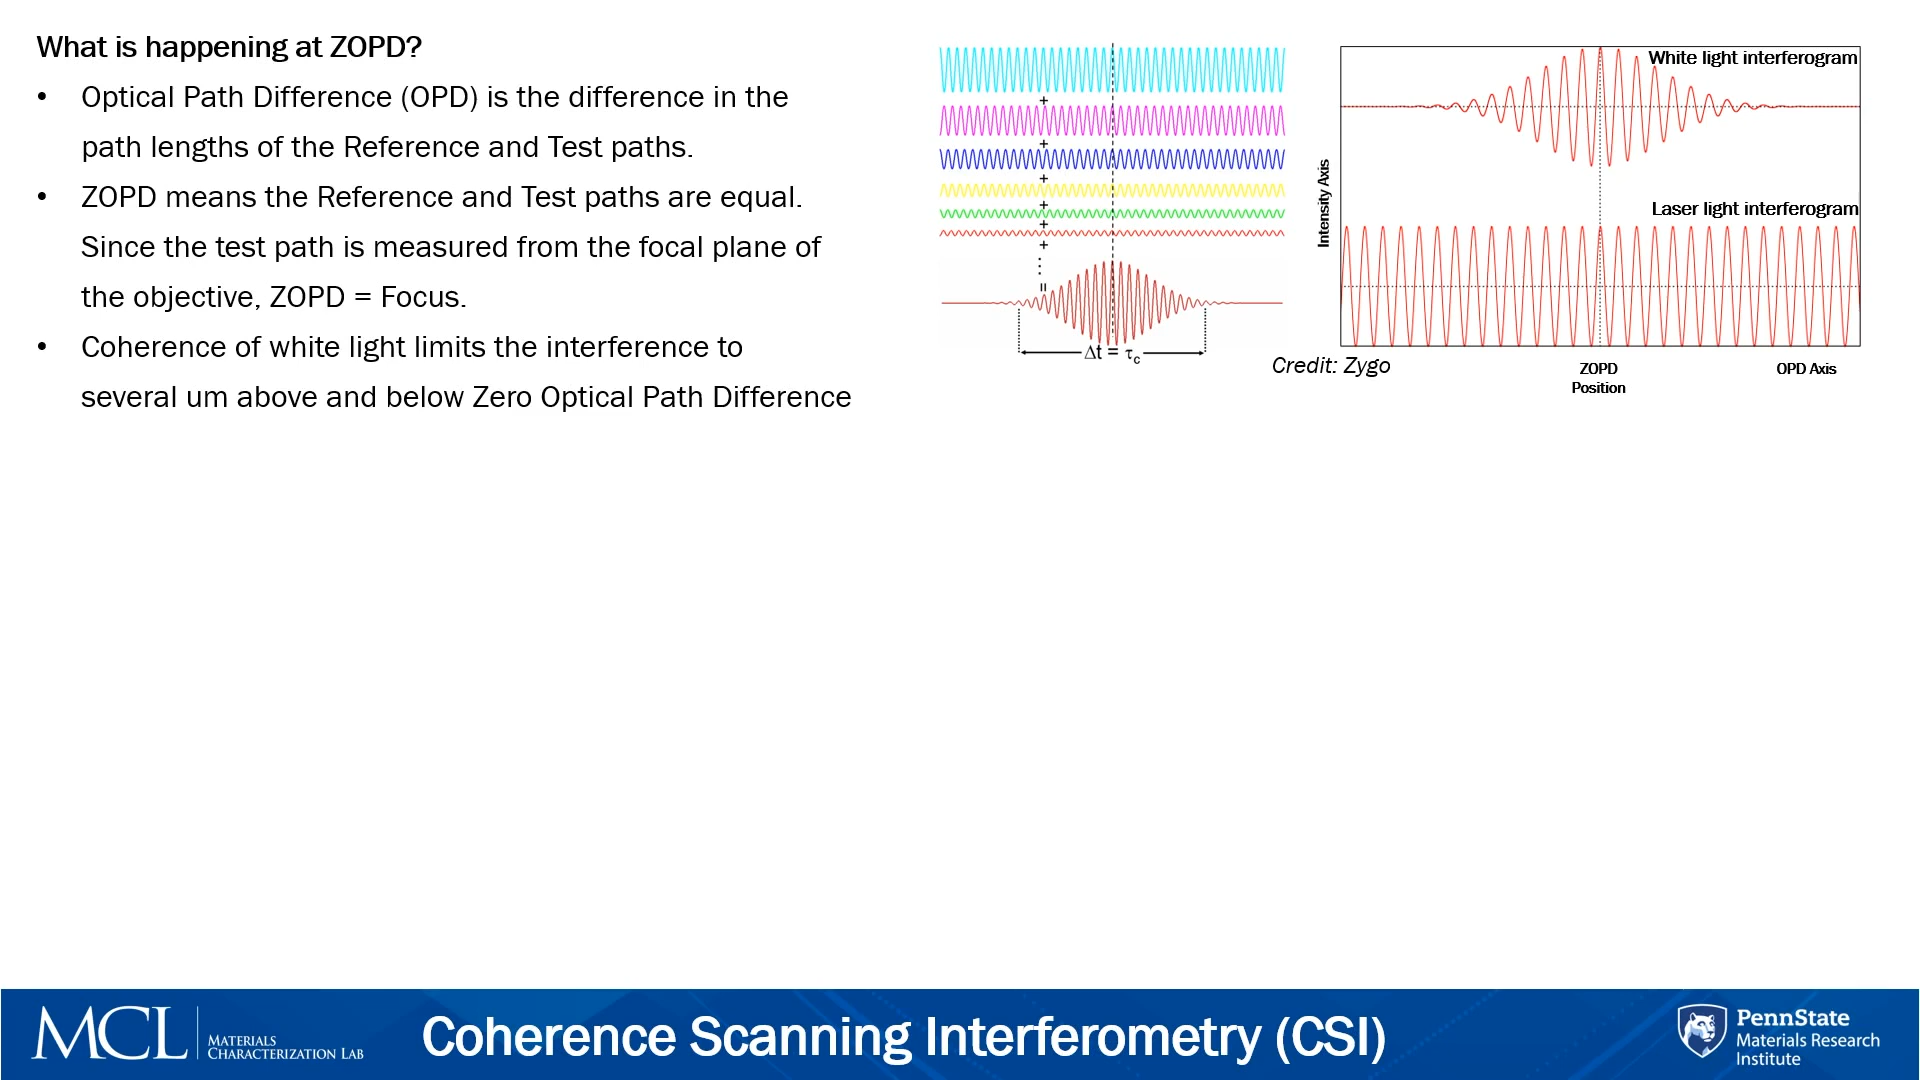 What is happening at ZOPD?
• Optical Path Difference (OPD) is the difference in the
path lengths of the Reference and Test paths.
• ZOPD means the Reference and Test paths are equal.
Since the test path is measured from the focal plane of
the objective, ZOPD = Focus.
• Coherence of white light limits the interference to
several um above and below Zero Optical Path Difference
+
+
+
+
+
+
⋮
=
Δt = τc
Credit: Zygo
White light interferogram
Intensity Axis
Laser light interferogram
ZOPD
Position
OPD Axis
MCL
MATERIALS
CHARACTERIZATION LAB
Coherence Scanning Interferometry (CSI)
PennState
Materials Research
Institute